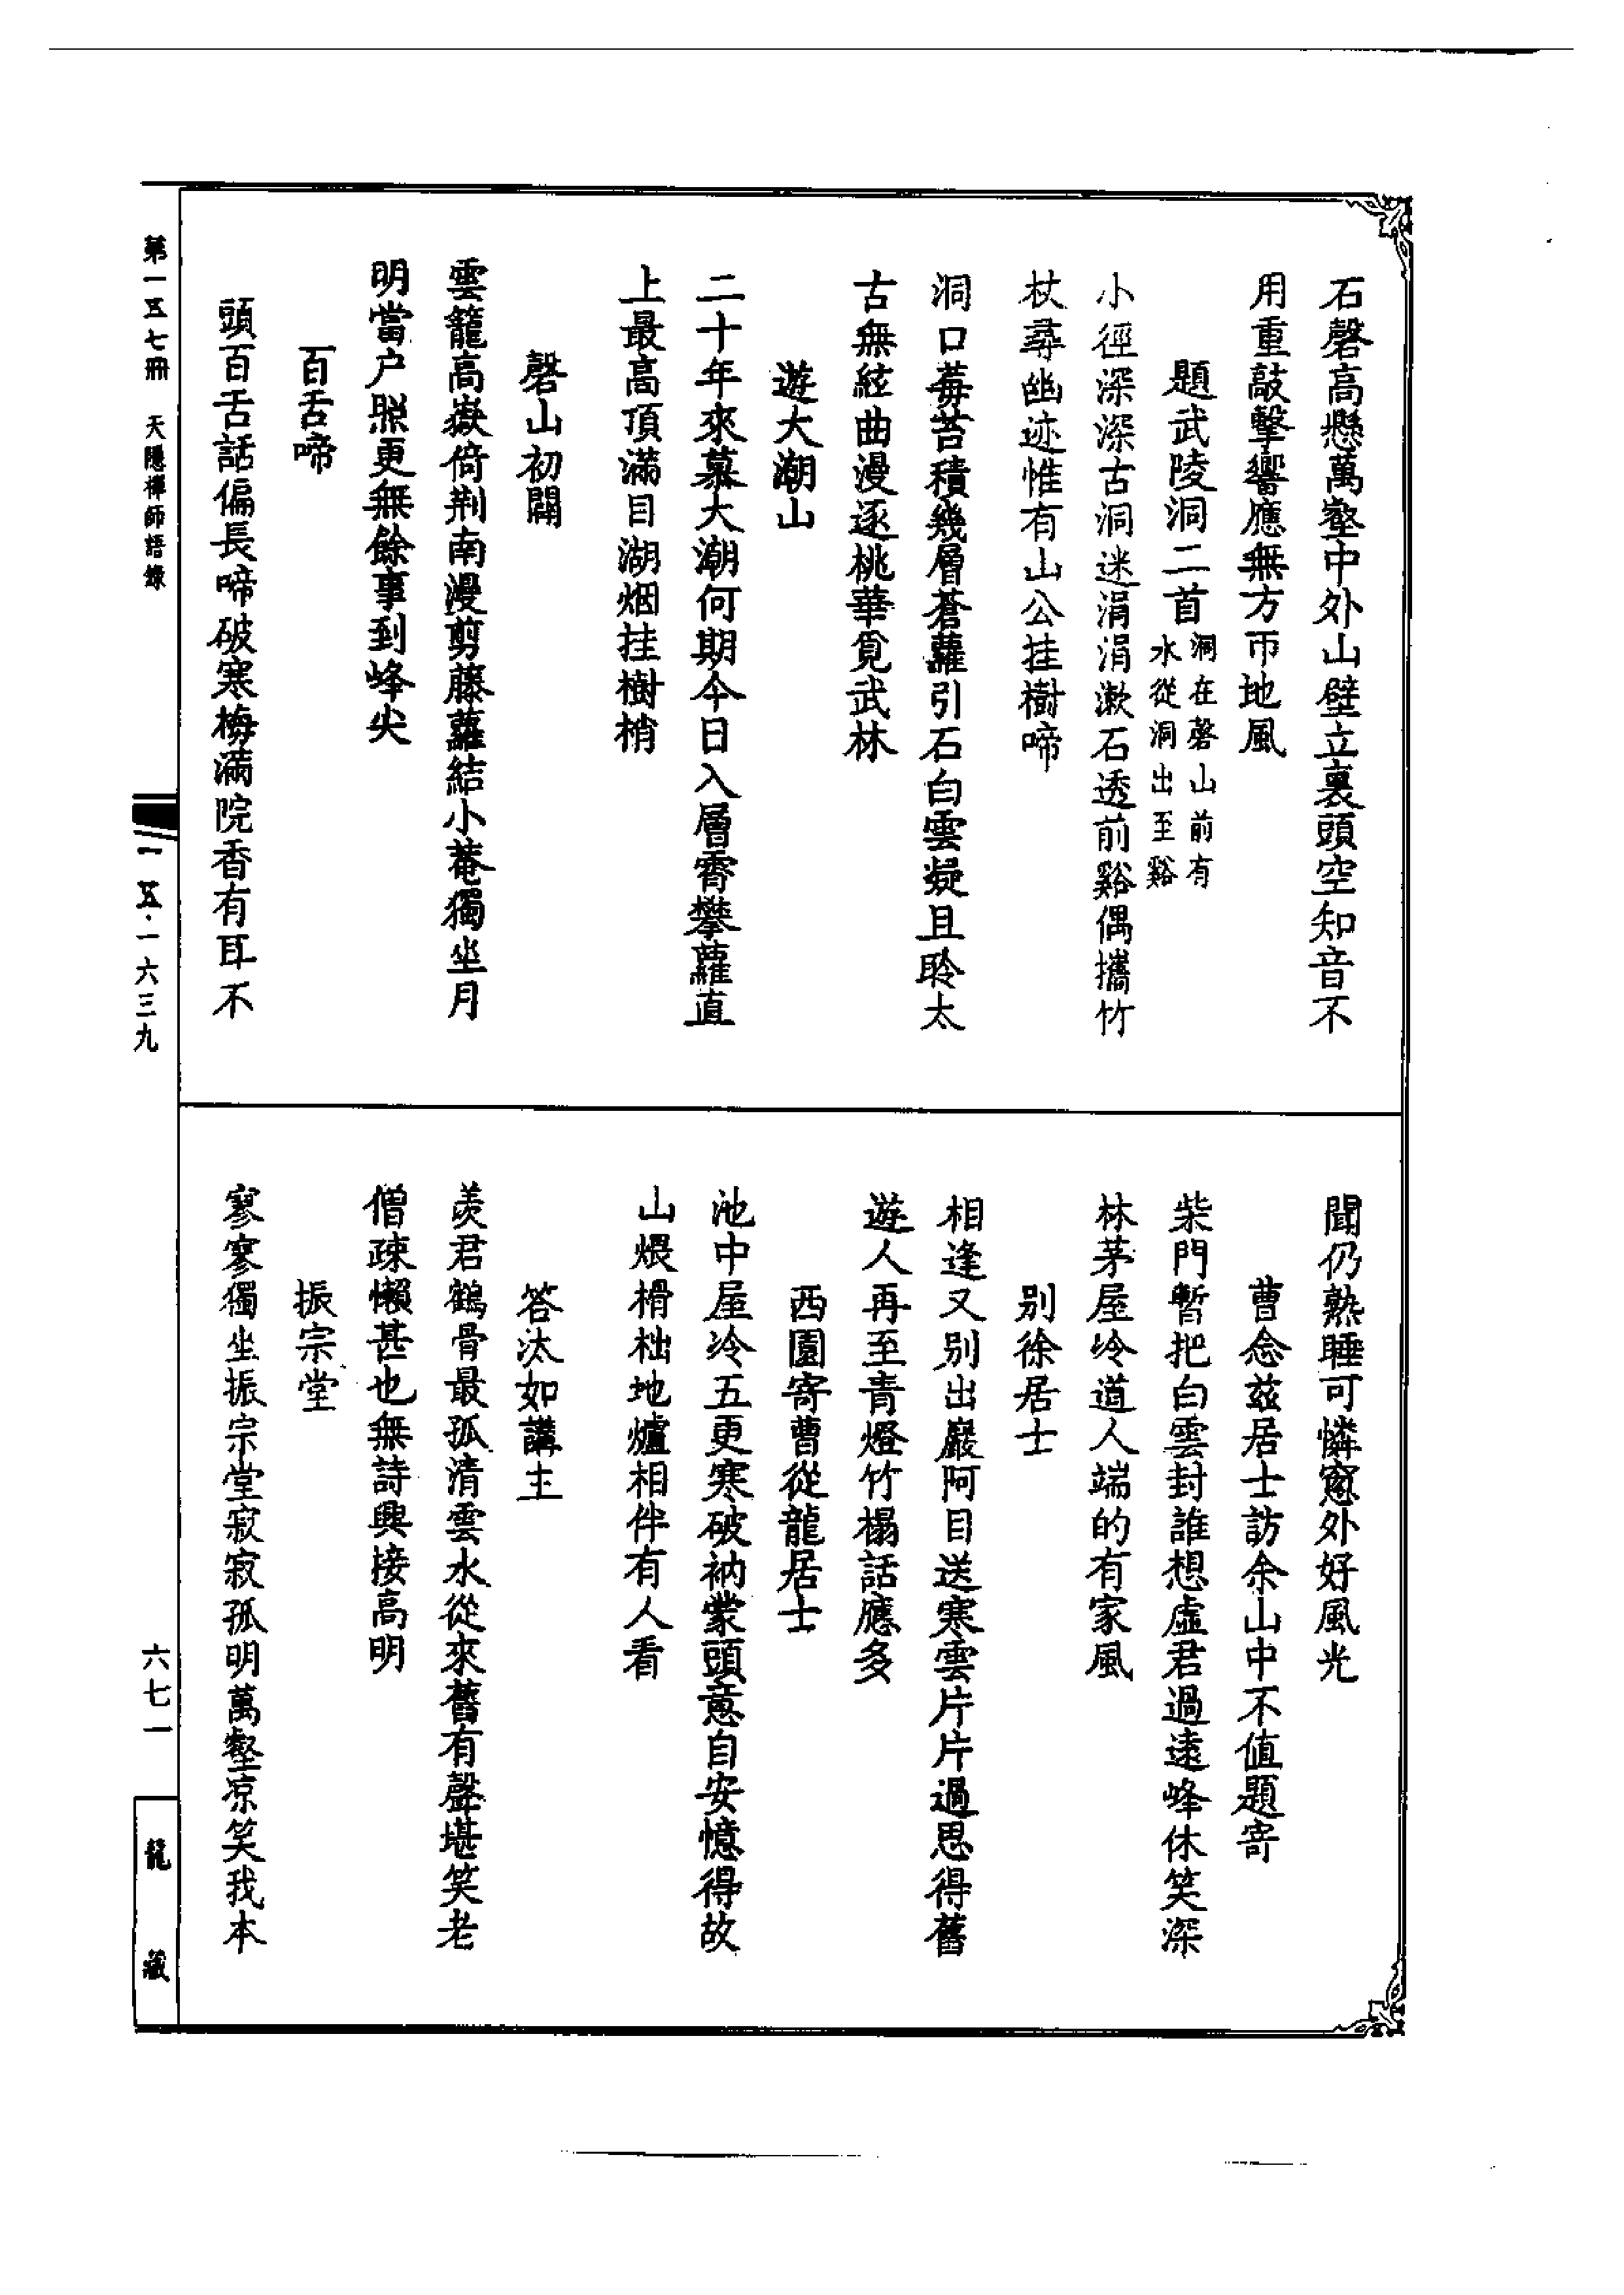 石磬高懸萬壑中外山壁立裏頭空知音不
用重敲擊響應無方帀地風
題武陵洞二首 洞在磬山前有水從洞出至谿
小徑深深古洞迷涓涓漱石透前谿偶攜竹
杖尋幽迹惟有山公挂樹啼
洞口莓苔積幾層蒼蘿引石白雲凝且聆太
古無絃曲漫逐桃華覓武林
遊大潮山
二十年來慕大潮何期今日入層霄攀蘿直
上最高頂滿目湖烟挂樹梢
磬山初開
雲籠高嶽倚荆南漫剪藤蘿結小菴獨坐月
明當户照更無餘事到峰尖
百舌啼
頭百舌話偏長啼破寒梅滿院香有耳不
聞仍熟睡可憐窻外好風光
曹念茲居士訪余山中不值題寄
柴門暫把白雲封誰想虛君過遠峰休笑深
林茅屋冷道人端的有家風
别徐居士
相逢又别出巖阿目送寒雲片片過思得舊
遊人再至青燈竹榻話應多
西園寄曹從龍居士
池中屋冷五更寒破衲蒙頭意自安憶得故
山煨榾柮地爐相伴有人看
答汰如講主
羨君鶴骨最孤清雲水從來舊有聲堪笑老
僧疎懶甚也無詩興接高明
振宗堂
寥寥獨坐振宗堂寂寂孤明萬壑凉笑我本
第一五七冊 天隱禪師語錄
一五·一六三九
六七一
龍藏